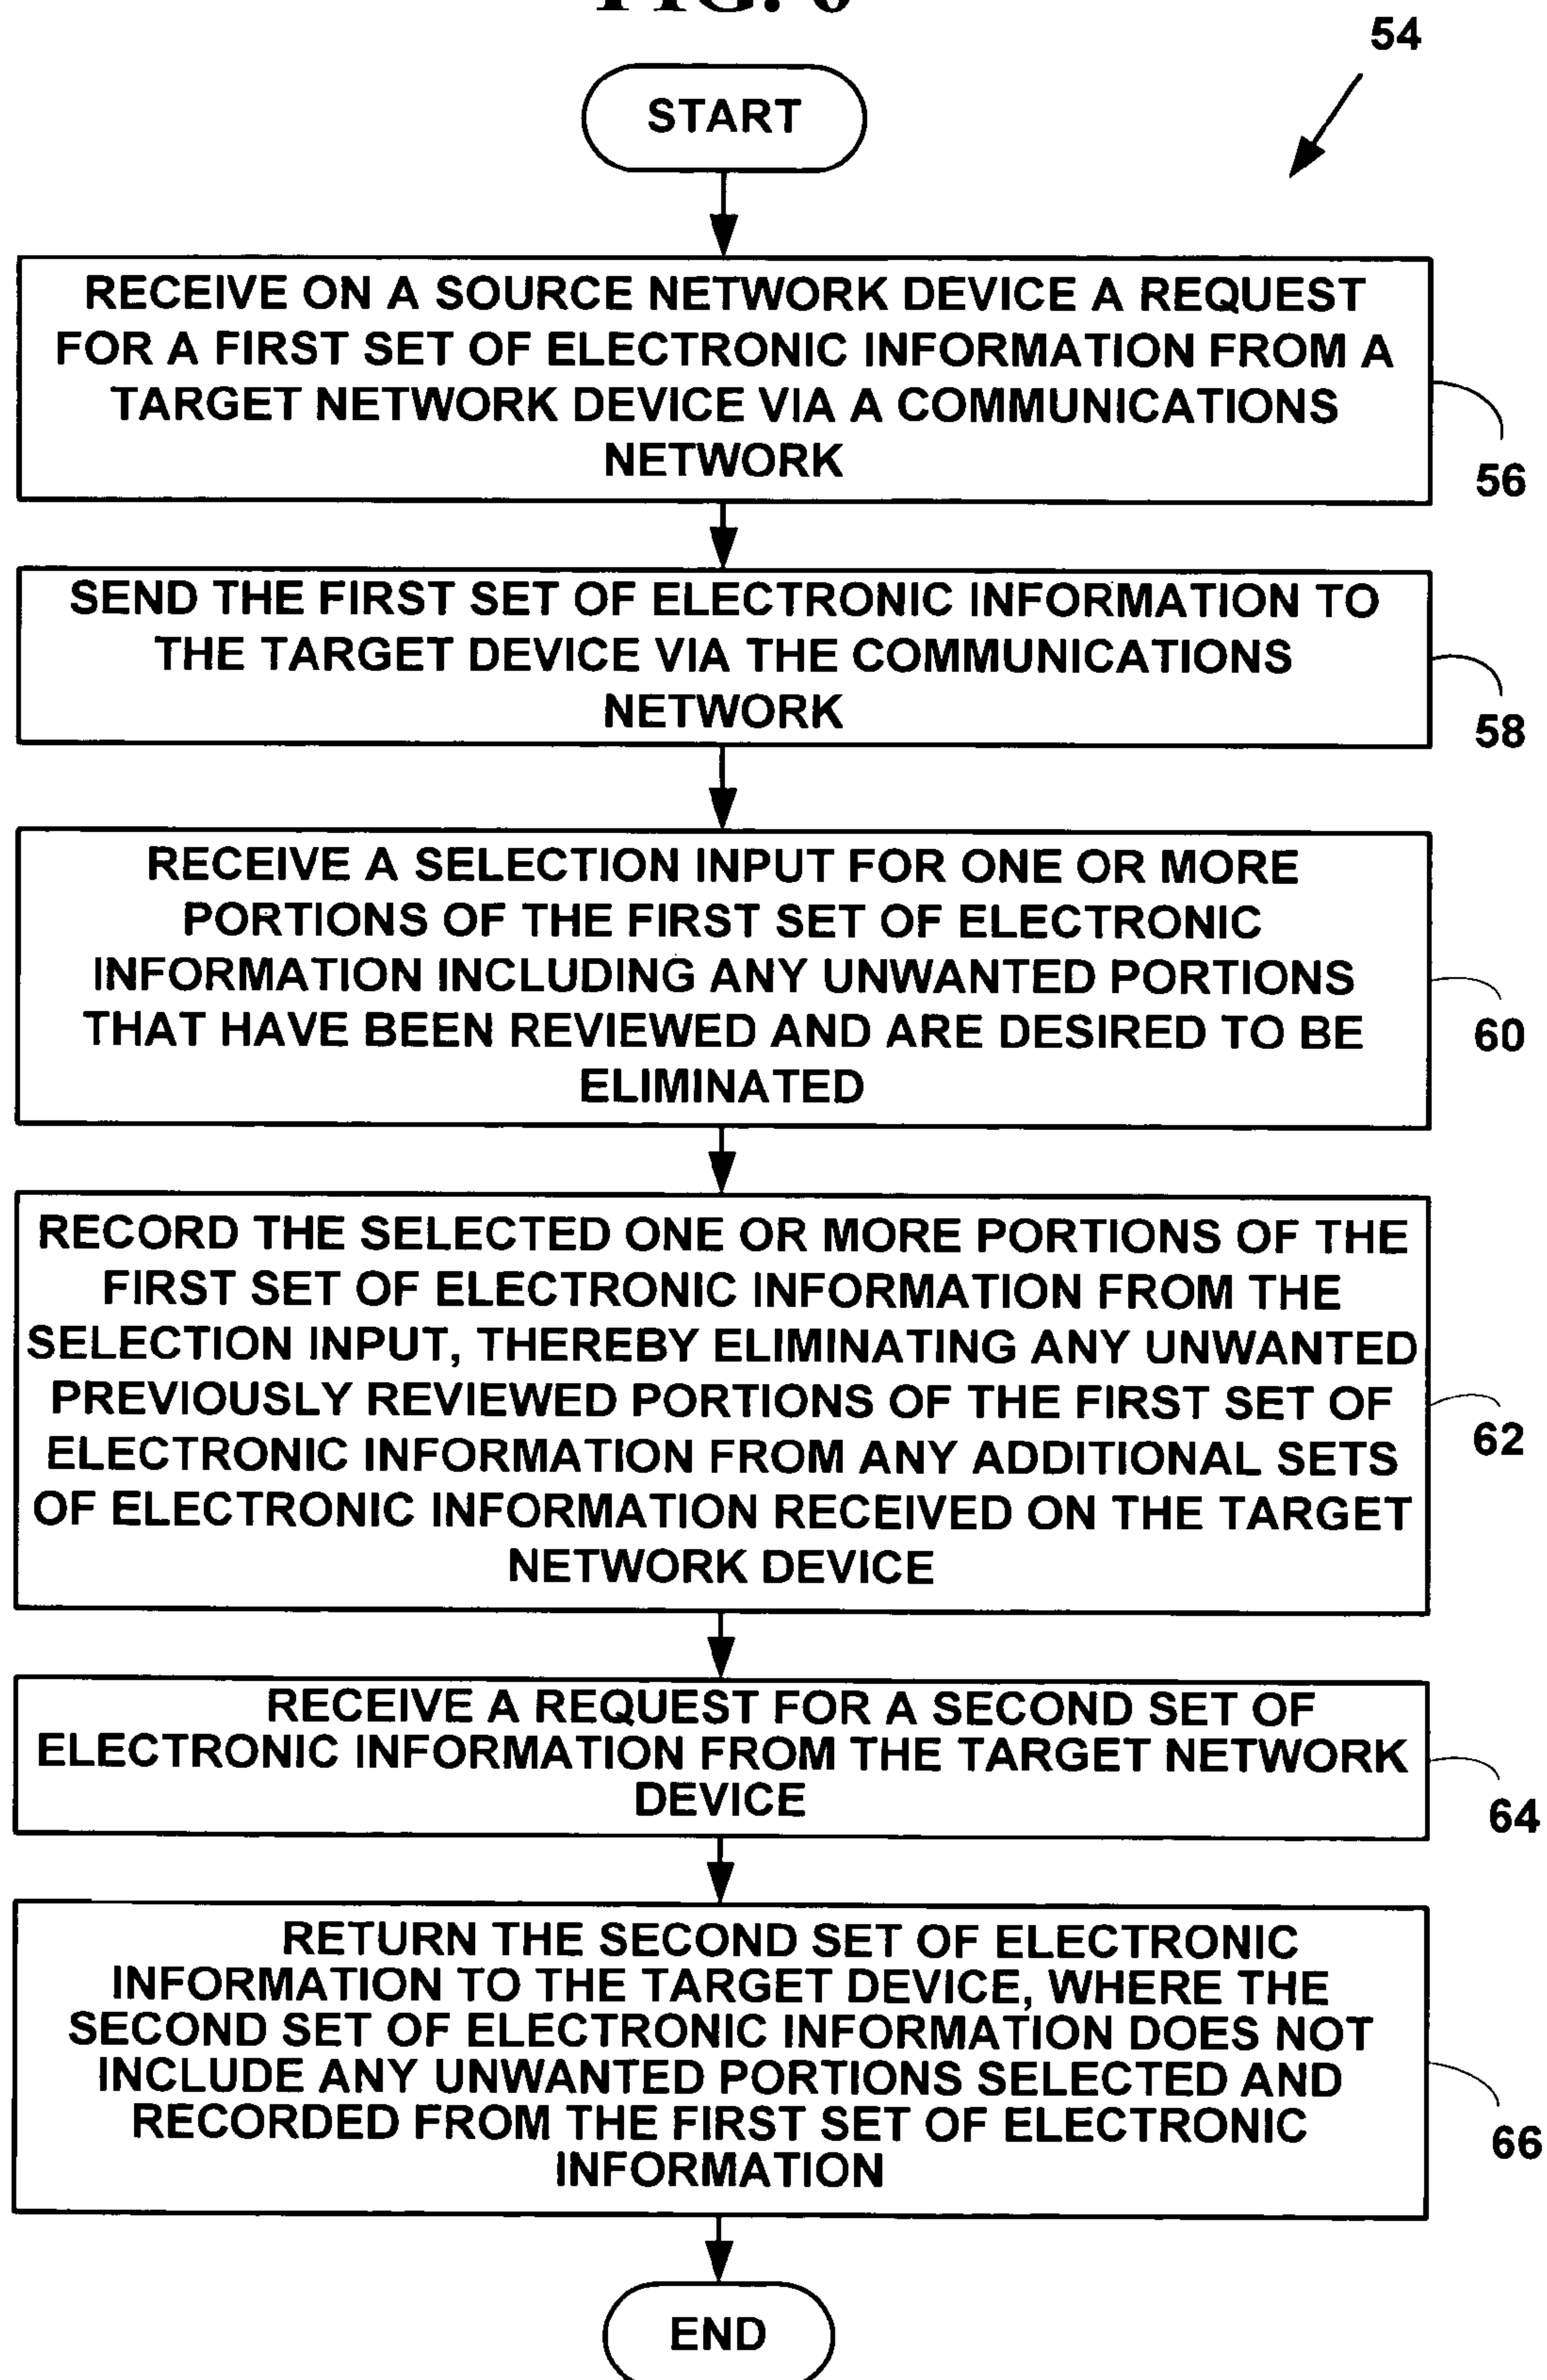 54
START
RECEIVE ON A SOURCE NETWORK DEVICE A REQUEST
FOR A FIRST SET OF ELECTRONIC INFORMATION FROM A
TARGET NETWORK DEVICE VIA A COMMUNICATIONS
NETWORK
56
SEND THE FIRST SET OF ELECTRONIC INFORMATION TO
THE TARGET DEVICE VIA THE COMMUNICATIONS
NETWORK
58
RECEIVE A SELECTION INPUT FOR ONE OR MORE
PORTIONS OF THE FIRST SET OF ELECTRONIC
INFORMATION INCLUDING ANY UNWANTED PORTIONS
THAT HAVE BEEN REVIEWED AND ARE DESIRED TO BE
ELIMINATED
60
RECORD THE SELECTED ONE OR MORE PORTIONS OF THE
FIRST SET OF ELECTRONIC INFORMATION FROM THE
SELECTION INPUT, THEREBY ELIMINATING ANY UNWANTED
PREVIOUSLY REVIEWED PORTIONS OF THE FIRST SET OF
ELECTRONIC INFORMATION FROM ANY ADDITIONAL SETS
OF ELECTRONIC INFORMATION RECEIVED ON THE TARGET
NETWORK DEVICE
62
RECEIVE A REQUEST FOR A SECOND SET OF
ELECTRONIC INFORMATION FROM THE TARGET NETWORK
DEVICE
64
RETURN THE SECOND SET OF ELECTRONIC
INFORMATION TO THE TARGET DEVICE, WHERE THE
SECOND SET OF ELECTRONIC INFORMATION DOES NOT
INCLUDE ANY UNWANTED PORTIONS SELECTED AND
RECORDED FROM THE FIRST SET OF ELECTRONIC
INFORMATION
66
END